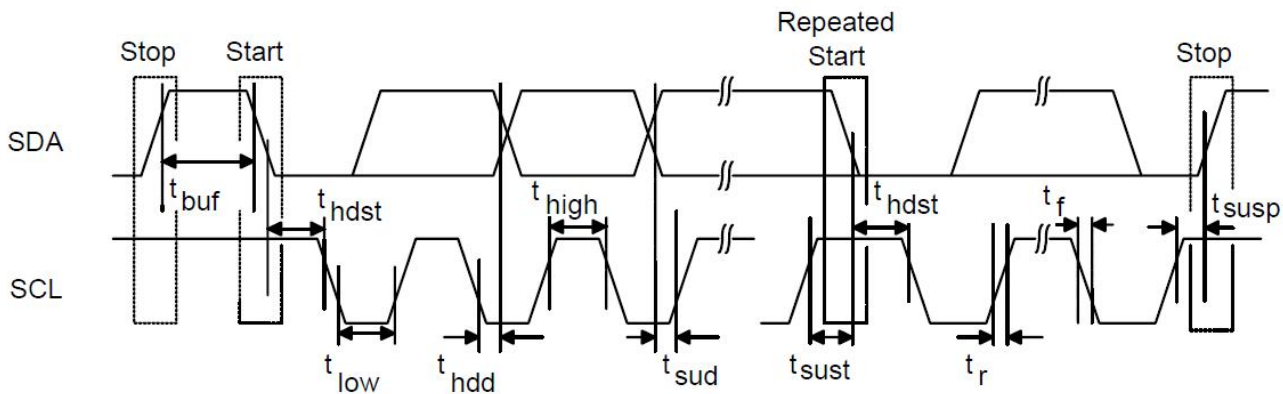 Repeated
Stop Start Start Stop
SDA
t buf
t hdst
t high
t hdst
t f
t susp
SCL
t low
t hdd
t sud
t sust
t r